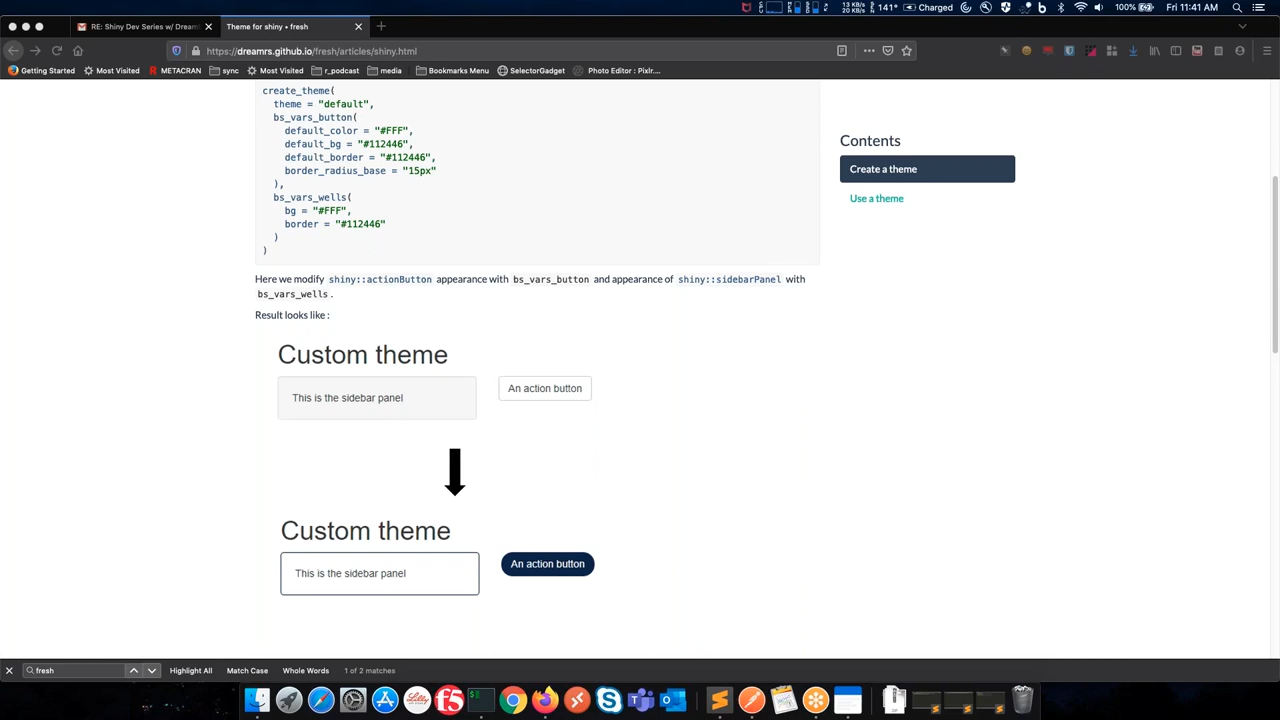 141+ Charged 100% Fri 11:41 AM
RE: Shiny Dev Series w/ Dream
Theme for shiny • fresh
https://dreamrs.github.io/fresh/articles/shiny.html
Getting Started Most Visited METACRAN sync Most Visited r_podcast media Bookmarks Menu SelectorGadget Photo Editor : Pixlr....
create_theme(
theme = "default",
bs_vars_button(
default_color = "#FFF",
default_bg = "#112446",
default_border = "#112446",
border_radius_base = "15px"
),
bs_vars_wells(
bg = "#FFF",
border = "#112446"
)
)
Contents
Create a theme
Use a theme
Here we modify shiny::actionButton appearance with bs_vars_button and appearance of shiny::sidebarPanel with
bs_vars_wells.
Result looks like :
Custom theme
This is the sidebar panel
An action button
Custom theme
This is the sidebar panel
An action button
fresh Highlight All Match Case Whole Words 1 of 2 matches
Lilly f5